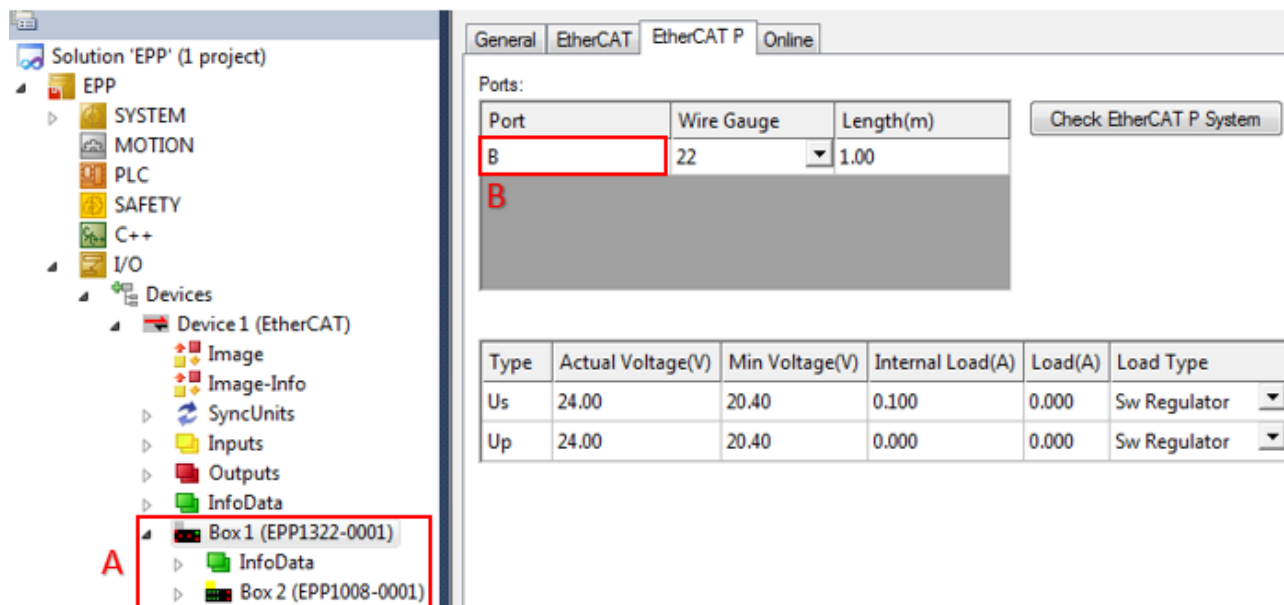 Solution 'EPP' (1 project)
EPP
SYSTEM
MOTION
PLC
SAFETY
C++
I/O
Devices
Device 1 (EtherCAT)
Image
Image-Info
SyncUnits
Inputs
Outputs
InfoData
A
Box 1 (EPP1322-0001)
InfoData
Box 2 (EPP1008-0001)
General EtherCAT EtherCAT P Online
Ports:
Port Wire Gauge Length(m) Check EtherCAT P System
B 22 1.00
B
Type Actual Voltage(V) Min Voltage(V) Internal Load(A) Load(A) Load Type
Us 24.00 20.40 0.100 0.000 Sw Regulator
Up 24.00 20.40 0.000 0.000 Sw Regulator